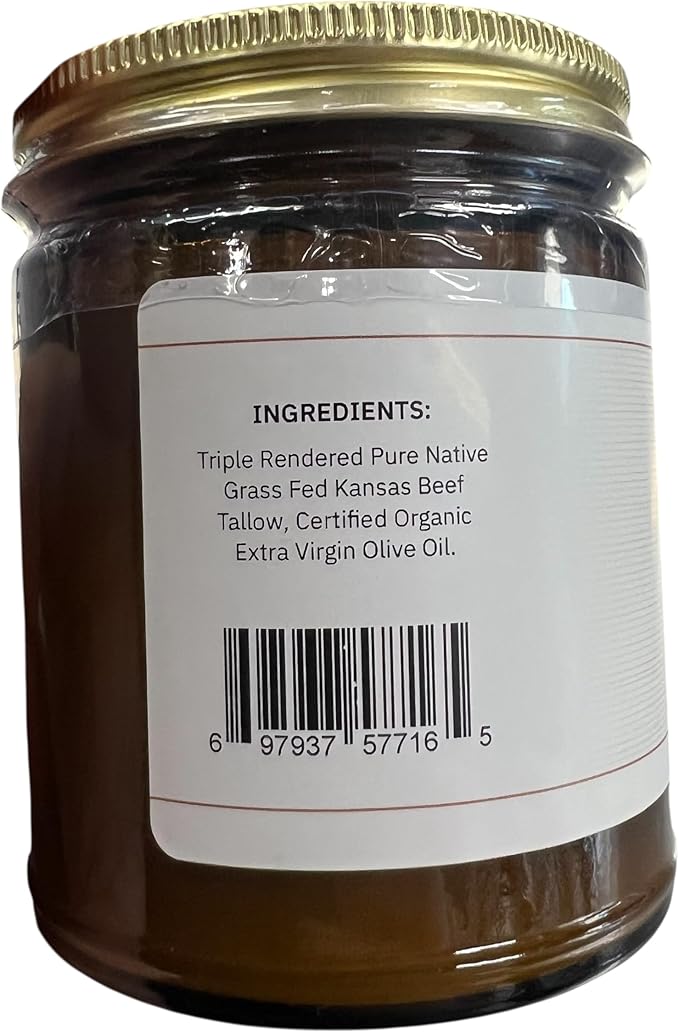 INGREDIENTS:
Triple Rendered Pure Native
Grass Fed Kansas Beef
Tallow, Certified Organic
Extra Virgin Olive Oil.
6 97937 57716 5